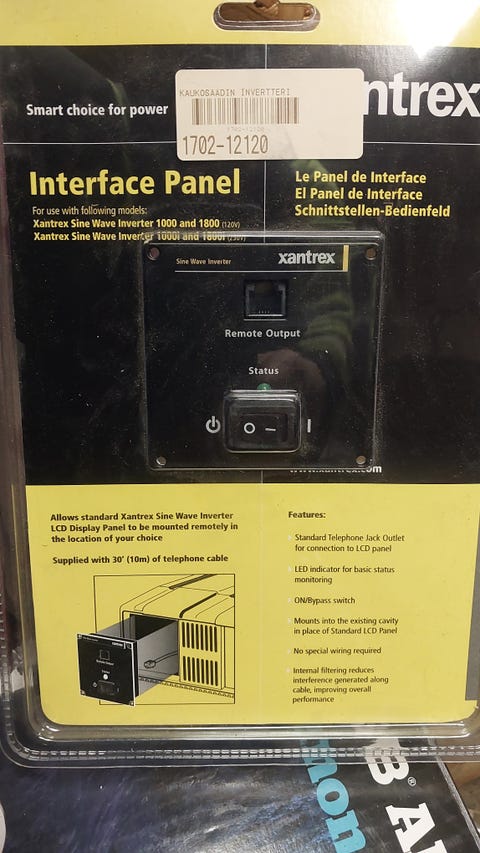 KAUKOSAADIN INVERTTERI
1702-12120
1702-12120
Smart choice for power
ntrex
Interface Panel
For use with following models:
Xantrex Sine Wave Inverter 1000 and 1800 (120V)
Xantrex Sine Wave Inverter 1000i and 1800i (230V)
Le Panel de Interface
El Panel de Interface
Schnittstellen-Bedienfeld
Sine Wave Inverter
xantrex
Remote Output
Status
www.xantrex.com
Allows standard Xantrex Sine Wave Inverter
LCD Display Panel to be mounted remotely in
the location of your choice
Supplied with 30' (10m) of telephone cable
Features:
Standard Telephone Jack Outlet
for connection to LCD panel
LED indicator for basic status
monitoring
ON/Bypass switch
Mounts into the existing cavity
in place of Standard LCD Panel
No special wiring required
Internal filtering reduces
interference generated along
cable, improving overall
performance
xantrex
Remote Output